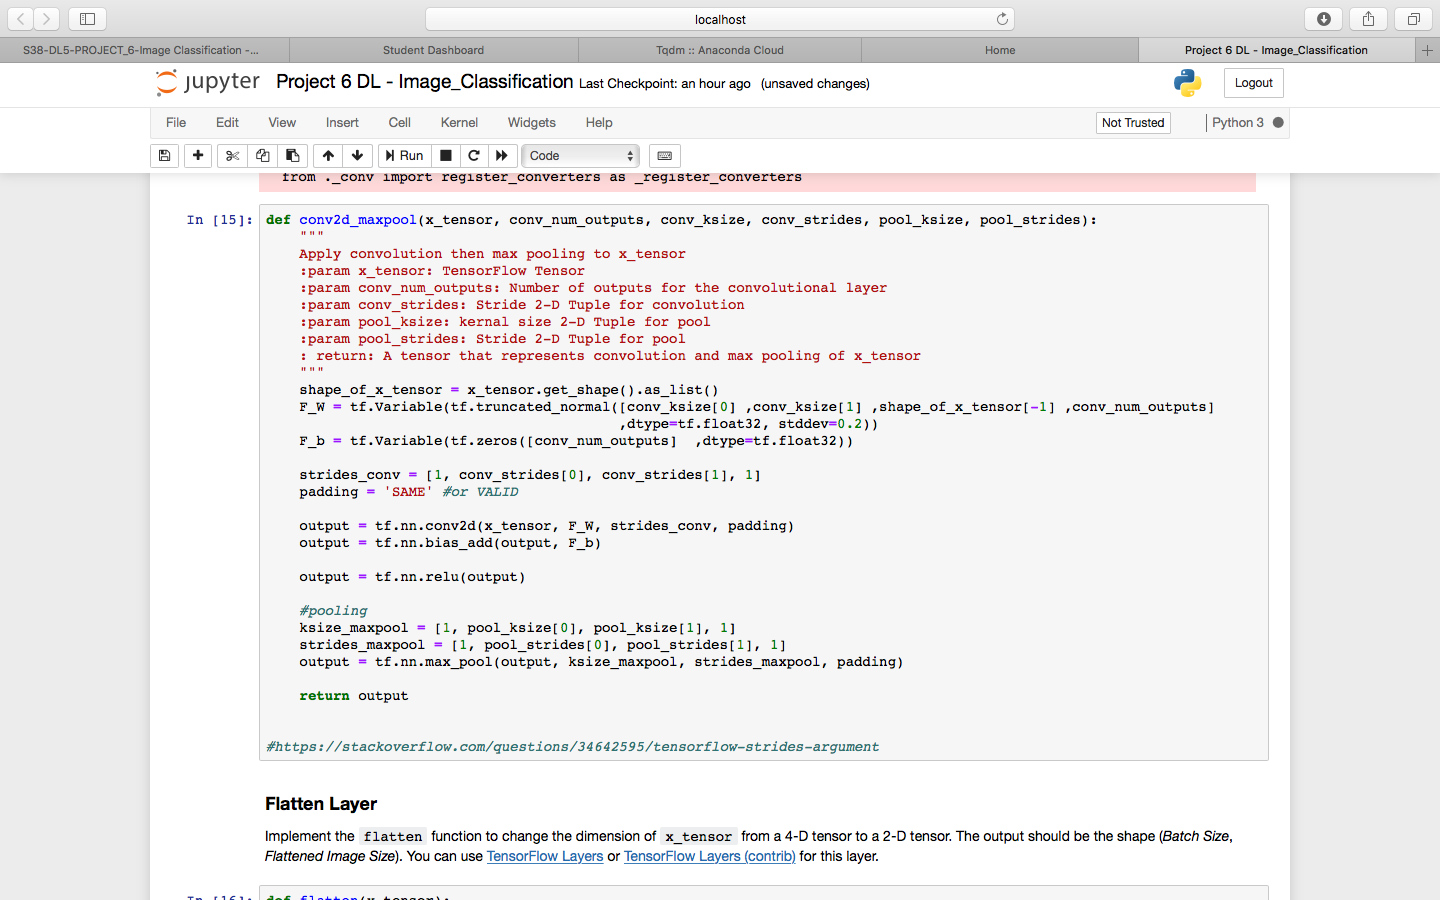 localhost
S38-DL5-PROJECT_6-Image Classification -...
Student Dashboard
Tqdm :: Anaconda Cloud
Home
Project 6 DL - Image_Classification
jupyter Project 6 DL - Image_Classification Last Checkpoint: an hour ago (unsaved changes)
Logout
File Edit View Insert Cell Kernel Widgets Help
Not Trusted
Python 3
Run
Code
from ._conv import register_converters as _register_converters
In [15]: def conv2d_maxpool(x_tensor, conv_num_outputs, conv_ksize, conv_strides, pool_ksize, pool_strides):
"""
Apply convolution then max pooling to x_tensor
:param x_tensor: TensorFlow Tensor
:param conv_num_outputs: Number of outputs for the convolutional layer
:param conv_strides: Stride 2-D Tuple for convolution
:param pool_ksize: kernal size 2-D Tuple for pool
:param pool_strides: Stride 2-D Tuple for pool
: return: A tensor that represents convolution and max pooling of x_tensor
"""
shape_of_x_tensor = x_tensor.get_shape().as_list()
F_W = tf.Variable(tf.truncated_normal([conv_ksize[0] ,conv_ksize[1] ,shape_of_x_tensor[-1] ,conv_num_outputs]
,dtype=tf.float32, stddev=0.2))
F_b = tf.Variable(tf.zeros([conv_num_outputs]  ,dtype=tf.float32))
strides_conv = [1, conv_strides[0], conv_strides[1], 1]
padding = 'SAME' #or VALID
output = tf.nn.conv2d(x_tensor, F_W, strides_conv, padding)
output = tf.nn.bias_add(output, F_b)
output = tf.nn.relu(output)
#pooling
ksize_maxpool = [1, pool_ksize[0], pool_ksize[1], 1]
strides_maxpool = [1, pool_strides[0], pool_strides[1], 1]
output = tf.nn.max_pool(output, ksize_maxpool, strides_maxpool, padding)
return output
#https://stackoverflow.com/questions/34642595/tensorflow-strides-argument
Flatten Layer
Implement the flatten function to change the dimension of x_tensor from a 4-D tensor to a 2-D tensor. The output should be the shape (Batch Size,
Flattened Image Size). You can use TensorFlow Layers or TensorFlow Layers (contrib) for this layer.
In [16]: def flatten(x_tensor):